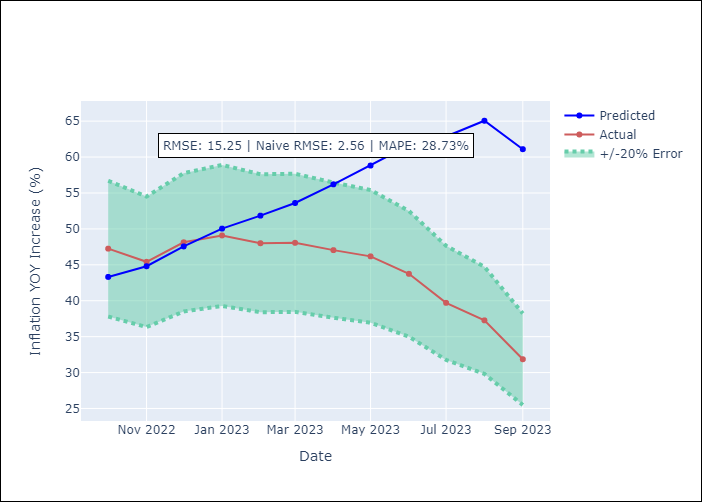 RMSE: 15.25 | Naive RMSE: 2.56 | MAPE: 28.73%
Predicted
Actual
+/-20% Error
Inflation YOY Increase (%)
65
60
55
50
45
40
35
30
25
Nov 2022
Jan 2023
Mar 2023
May 2023
Jul 2023
Sep 2023
Date